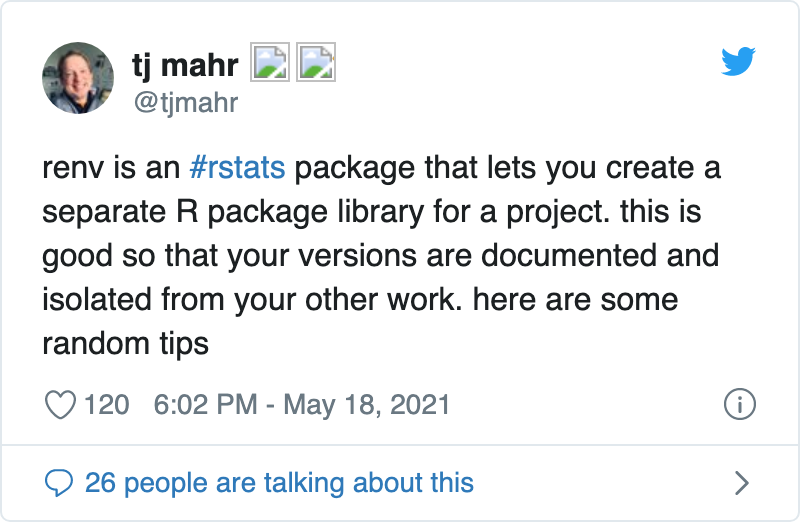 tj mahr
@tjmahr
renv is an #rstats package that lets you create a
separate R package library for a project. this is
good so that your versions are documented and
isolated from your other work. here are some
random tips
120 6:02 PM - May 18, 2021
26 people are talking about this